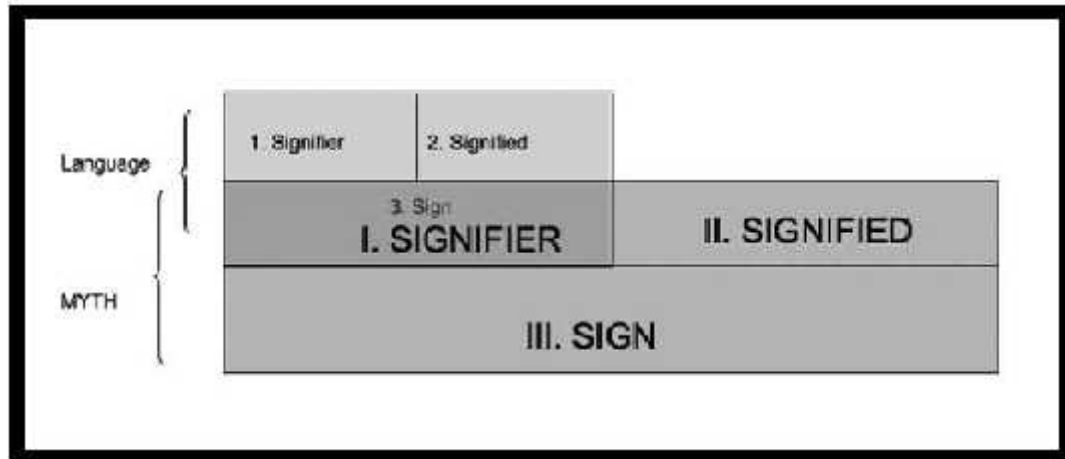 Language
1. Signifier
2. Signified
3. Sign
I. SIGNIFIER
II. SIGNIFIED
MYTH
III. SIGN